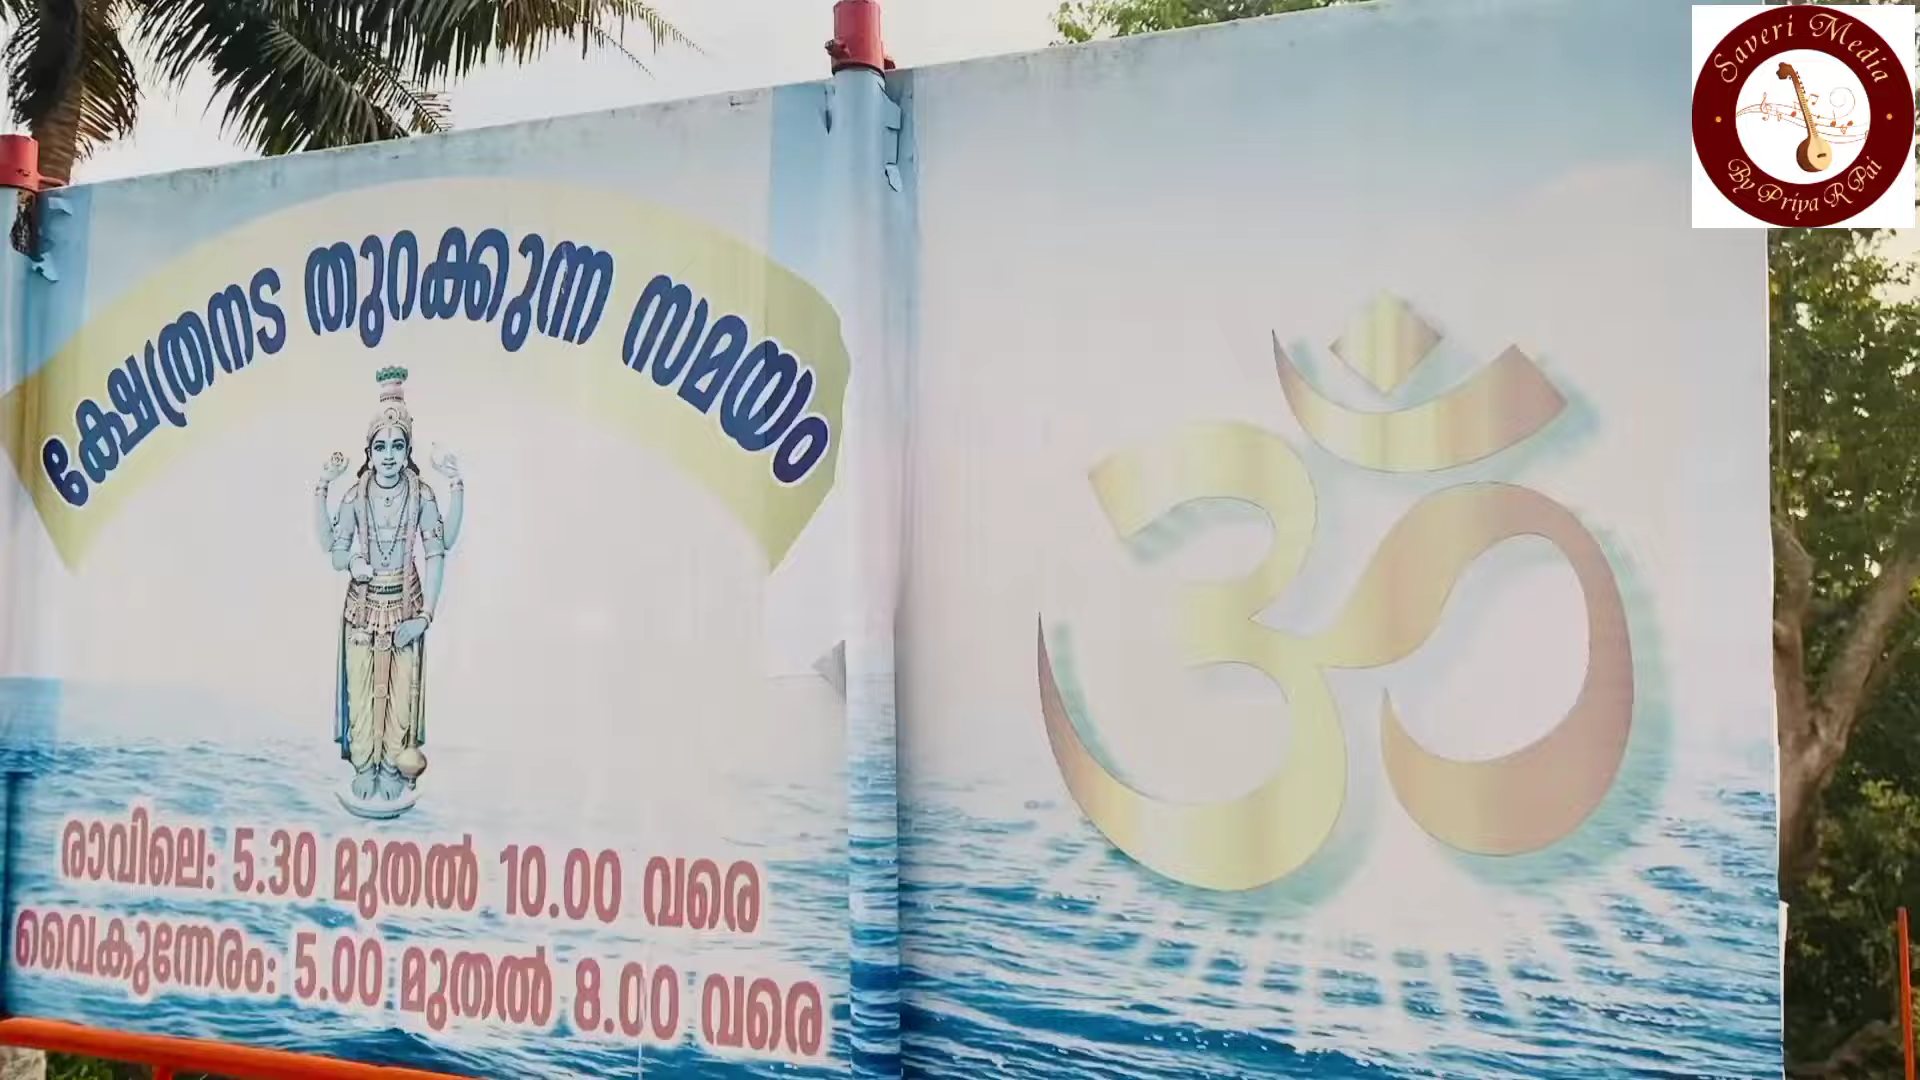 ക്ഷേത്രനട തുറക്കുന്ന സമയം
രാവിലെ: 5.30 മുതൽ 10.00 വരെ
വൈകുന്നേരം: 5.00 മുതൽ 8.00 വരെ
ॐ
Saveri Media
By Priya R Pai